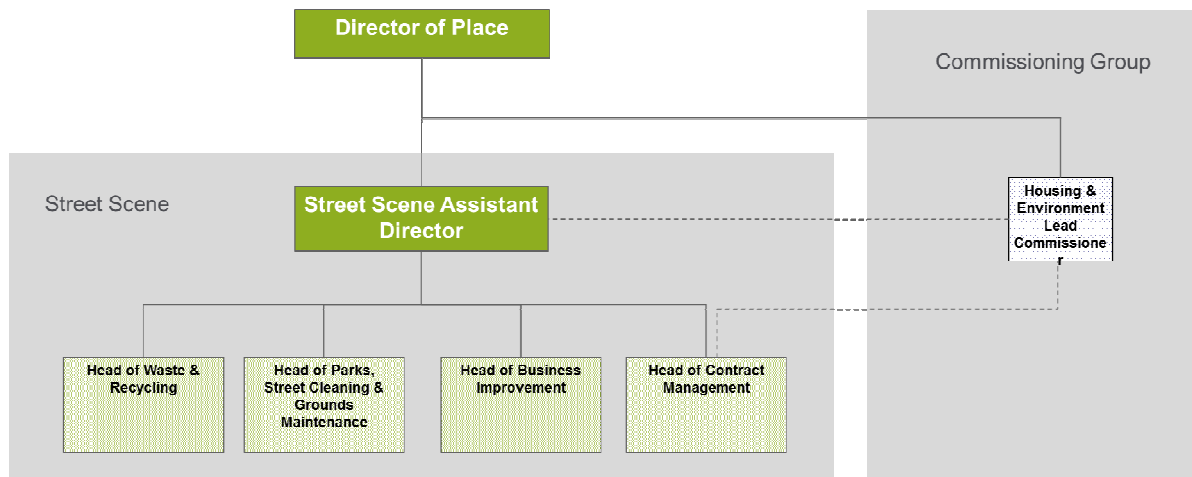 Director of Place
Commissioning Group
Street Scene
Street Scene Assistant
Director
Housing &
Environment
Lead
Commissione
r
Head of Waste &
Recycling
Head of Parks,
Street Cleaning &
Grounds
Maintenance
Head of Business
Improvement
Head of Contract
Management